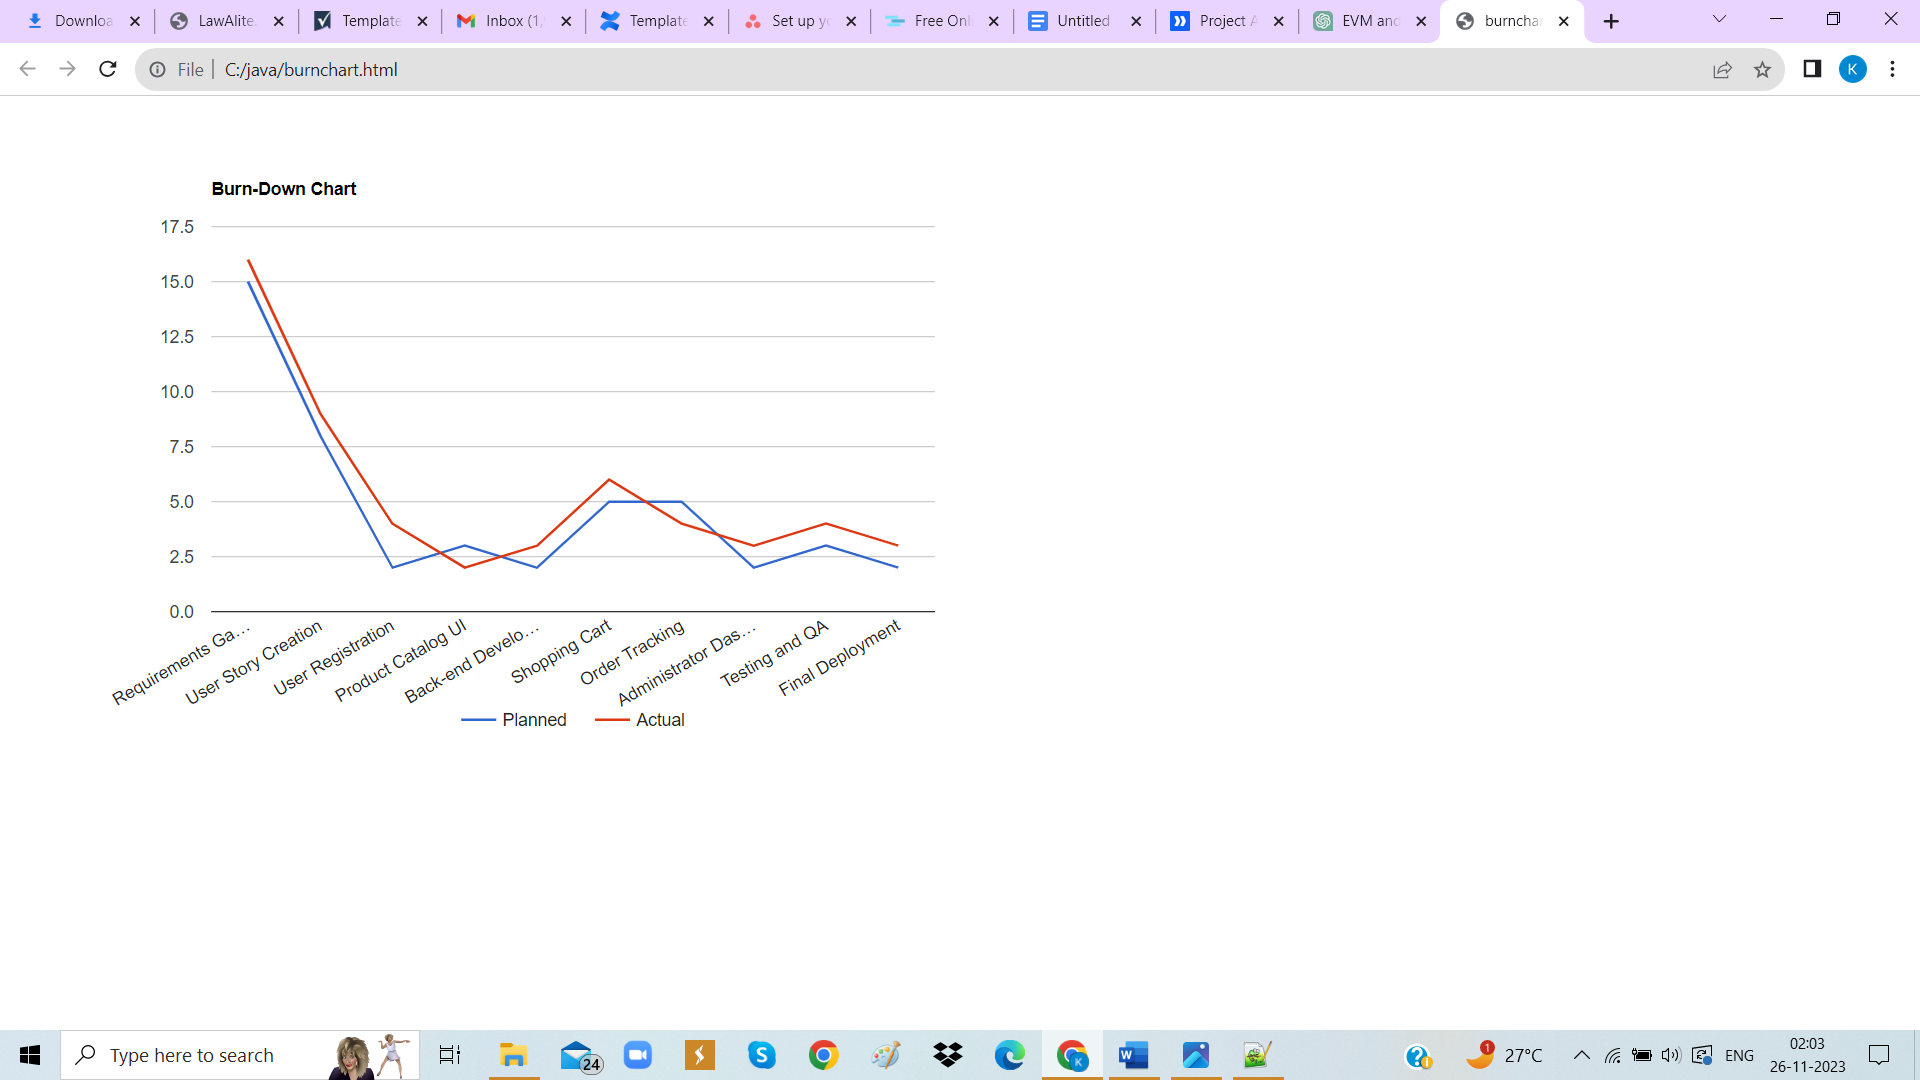 Downloa
LawAlite.
Template
Inbox (1,
Template
Set up yo
Free Onl
Untitled
Project A
EVM and
burnchar
File
C:/java/burnchart.html
K
Burn-Down Chart
17.5
15.0
12.5
10.0
7.5
5.0
2.5
0.0
Requirements Ga...
User Story Creation
User Registration
Product Catalog UI
Back-end Develo...
Shopping Cart
Order Tracking
Administrator Das...
Testing and QA
Final Deployment
Planned
Actual
Type here to search
24
S
K
W
1
27°C
ENG
02:03
26-11-2023